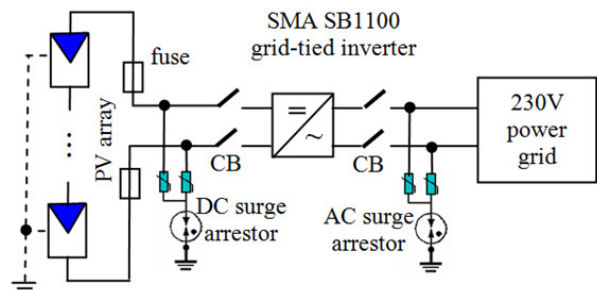 SMA SB1100
grid-tied inverter
fuse
PV array
...
CB
=
~
CB
230V
power
grid
DC surge
arrestor
AC surge
arrestor